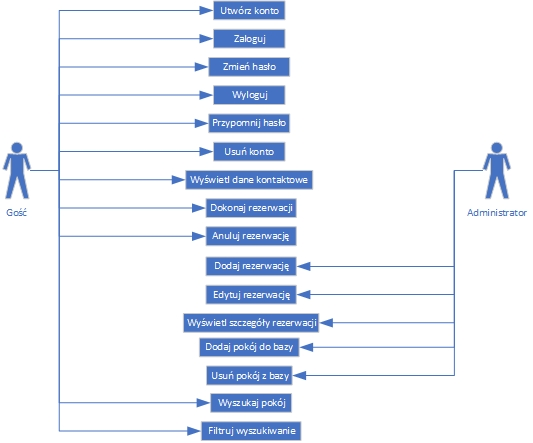 Utwórz konto
Zaloguj
Zmień hasło
Wyloguj
Przypomnij hasło
Usuń konto
Wyświetl dane kontaktowe
Gość
Administrator
Dokonaj rezerwacji
Anuluj rezerwację
Dodaj rezerwację
Edytuj rezerwację
Wyświetl szczegóły rezerwacji
Dodaj pokój do bazy
Usuń pokój z bazy
Wyszukaj pokój
Filtruj wyszukiwanie